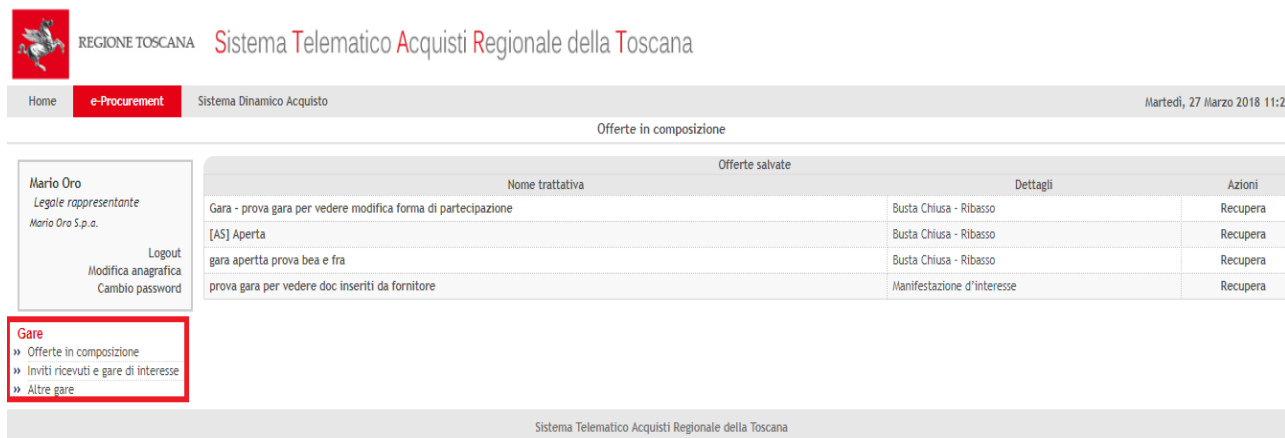 REGIONE TOSCANA Sistema Telematico Acquisti Regionale della Toscana
Home e-Procurement Sistema Dinamico Acquisto Martedì, 27 Marzo 2018 11:2
Offerte in composizione
Mario Oro
Legale rappresentante
Mario Oro S.p.a.
Logout
Modifica anagrafica
Cambio password
Gare
» Offerte in composizione
» Inviti ricevuti e gare di interesse
» Altre gare
Offerte salvate
Nome trattativa Dettagli Azioni
Gara - prova gara per vedere modifica forma di partecipazione Busta Chiusa - Ribasso Recupera
[AS] Aperta Busta Chiusa - Ribasso Recupera
gara apertta prova bea e fra Busta Chiusa - Ribasso Recupera
prova gara per vedere doc inseriti da fornitore Manifestazione d'interesse Recupera
Sistema Telematico Acquisti Regionale della Toscana